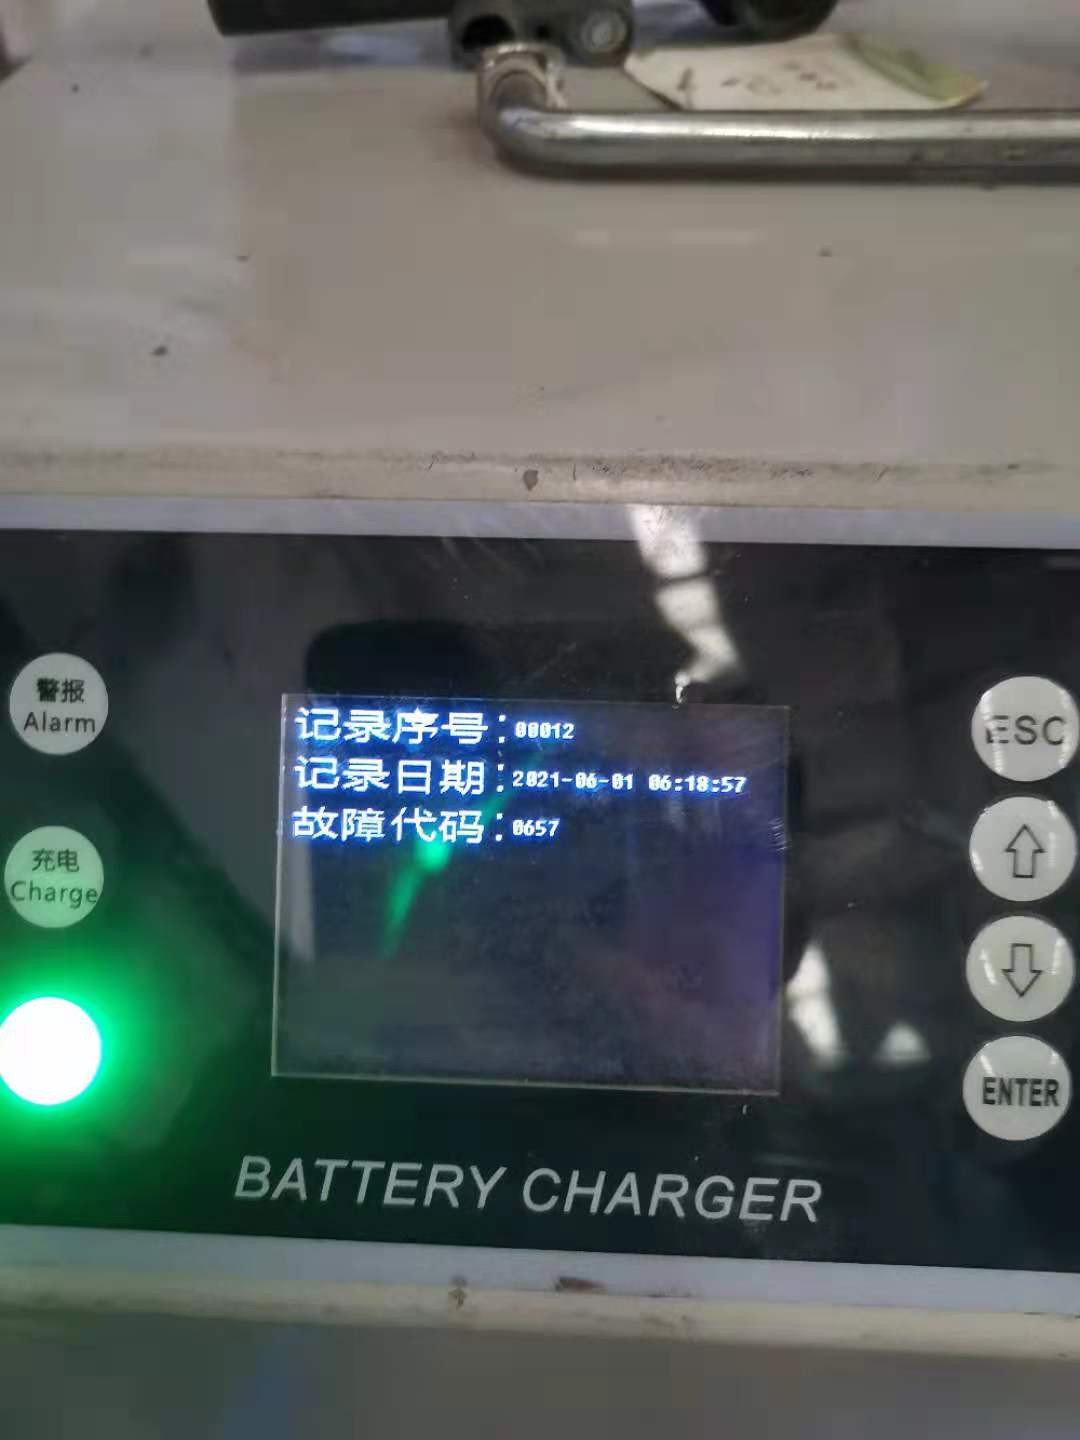 警报
Alarm
充电
Charge
记录序号:00012
记录日期:2021-06-01 06:18:57
故障代码:0657
ESC
ENTER
BATTERY CHARGER